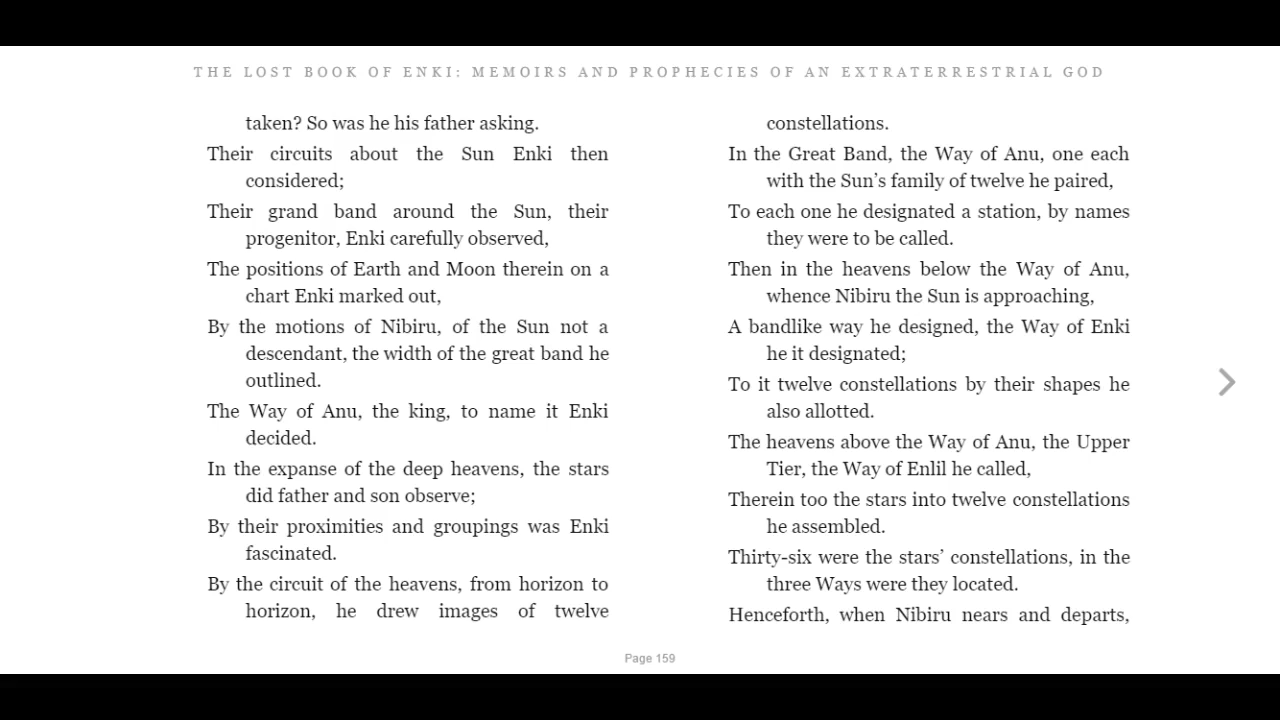 THE LOST BOOK OF ENKI: MEMOIRS AND PROPHECIES OF AN EXTRATERRESTRIAL GOD
taken? So was he his father asking.
Their circuits about the Sun Enki then
considered;
Their grand band around the Sun, their
progenitor, Enki carefully observed,
The positions of Earth and Moon therein on a
chart Enki marked out,
By the motions of Nibiru, of the Sun not a
descendant, the width of the great band he
outlined.
The Way of Anu, the king, to name it Enki
decided.
In the expanse of the deep heavens, the stars
did father and son observe;
By their proximities and groupings was Enki
fascinated.
By the circuit of the heavens, from horizon to
horizon, he drew images of twelve
constellations.
In the Great Band, the Way of Anu, one each
with the Sun’s family of twelve he paired,
To each one he designated a station, by names
they were to be called.
Then in the heavens below the Way of Anu,
whence Nibiru the Sun is approaching,
A bandlike way he designed, the Way of Enki
he it designated;
To it twelve constellations by their shapes he
also allotted.
The heavens above the Way of Anu, the Upper
Tier, the Way of Enlil he called,
Therein too the stars into twelve constellations
he assembled.
Thirty-six were the stars’ constellations, in the
three Ways were they located.
Henceforth, when Nibiru nears and departs,
Page 159